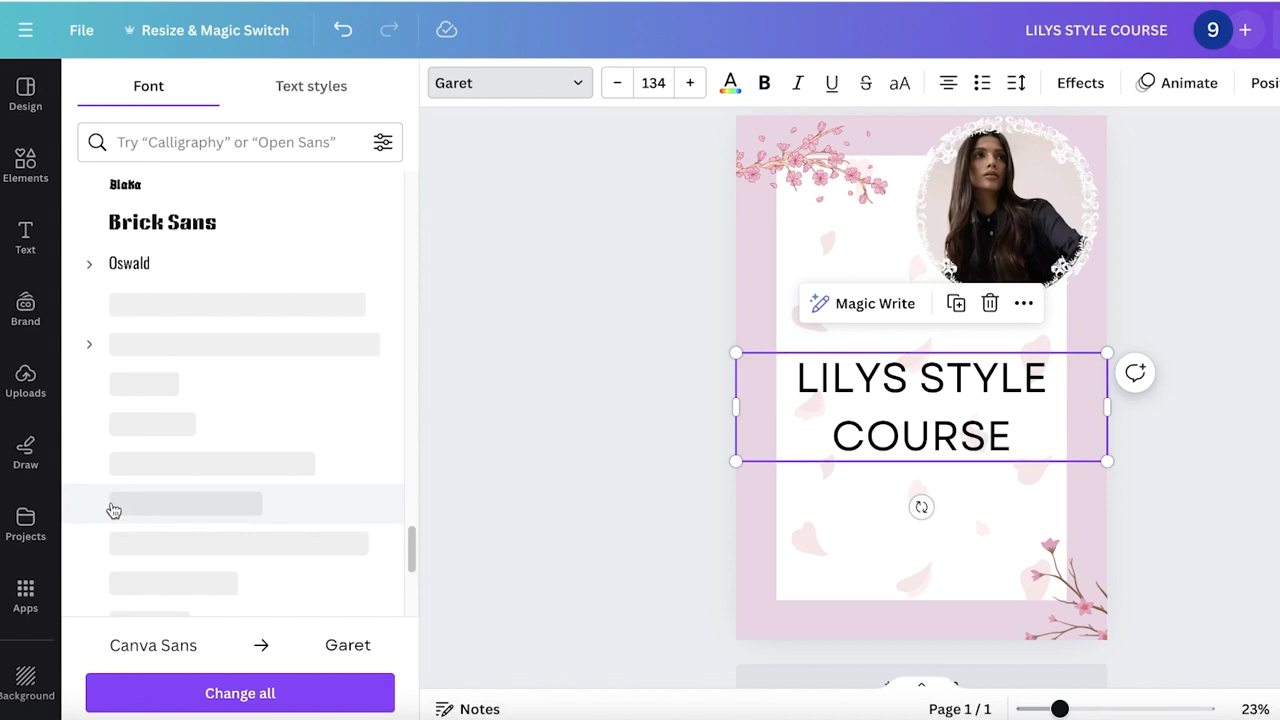 File
Resize & Magic Switch
LILYS STYLE COURSE
9
+
Design
Elements
Text
Brand
Uploads
Draw
Projects
Apps
Background
Font
Text styles
Try “Calligraphy” or “Open Sans”
Blaka
Brick Sans
Oswald
Canva Sans → Garet
Change all
Garet
- 134 +
A B I U S aA
Effects
Animate
Posi
Magic Write
LILYS STYLE
COURSE
Notes
Page 1 / 1
23%